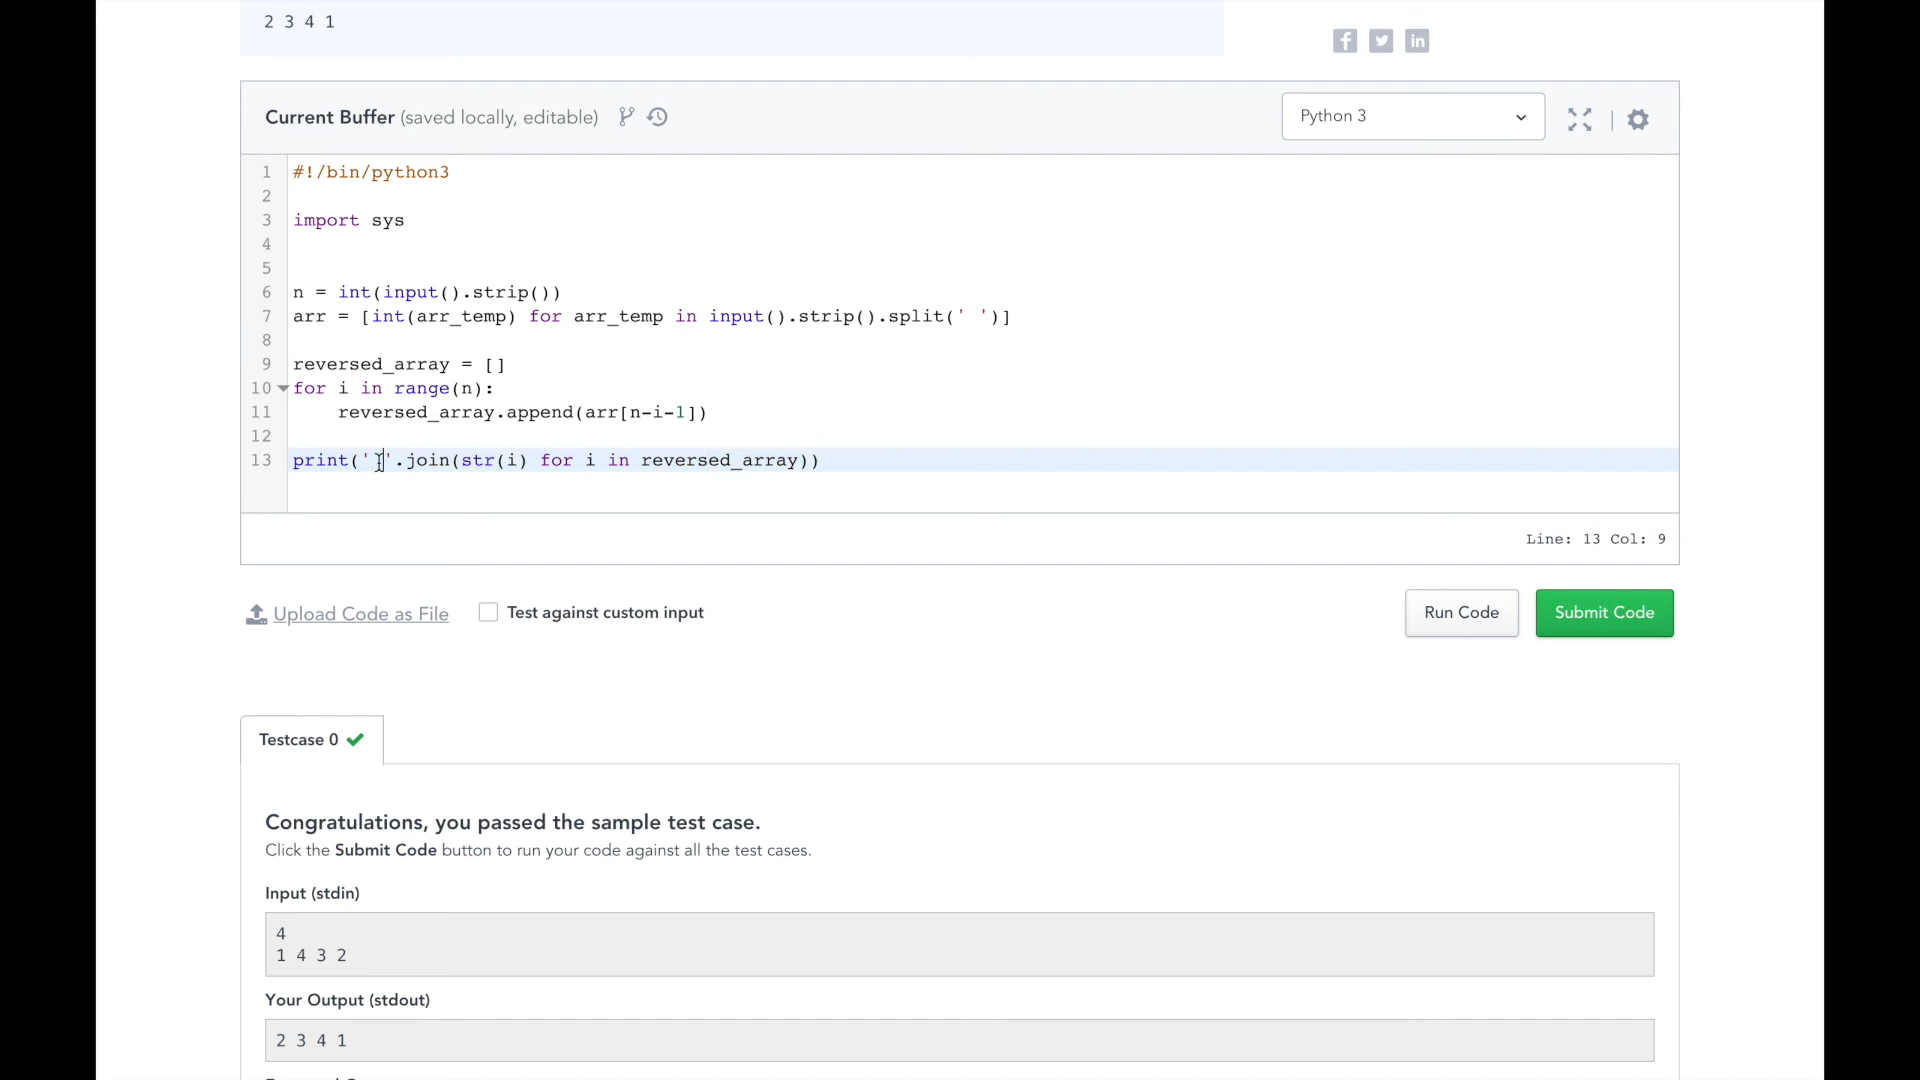 2 3 4 1
Current Buffer (saved locally, editable)
Python 3
1 #!/bin/python3
2
3 import sys
4
5
6 n = int(input().strip())
7 arr = [int(arr_temp) for arr_temp in input().strip().split(' ')]
8
9 reversed_array = []
10 for i in range(n):
11     reversed_array.append(arr[n-i-1])
12
13 print(' '.join(str(i) for i in reversed_array))
Line: 13 Col: 9
Upload Code as File
Test against custom input
Run Code
Submit Code
Testcase 0
Congratulations, you passed the sample test case.
Click the Submit Code button to run your code against all the test cases.
Input (stdin)
4
1 4 3 2
Your Output (stdout)
2 3 4 1